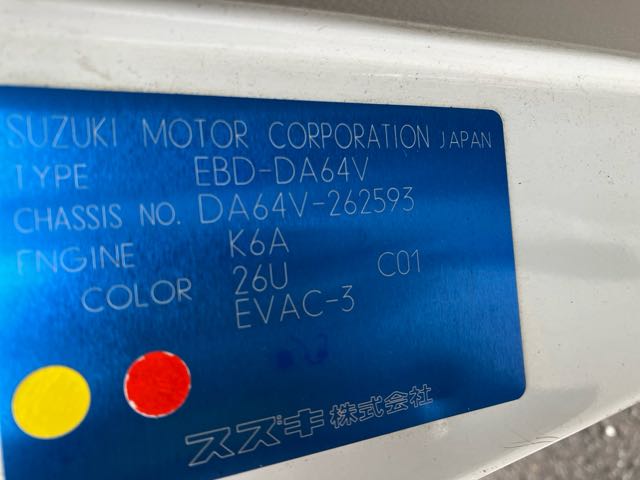 SUZUKI MOTOR CORPORATION JAPAN
TYPE EBD-DA64V
CHASSIS NO. DA64V-262593
ENGINE K6A
COLOR 26U C01
EVAC-3
スズキ株式会社